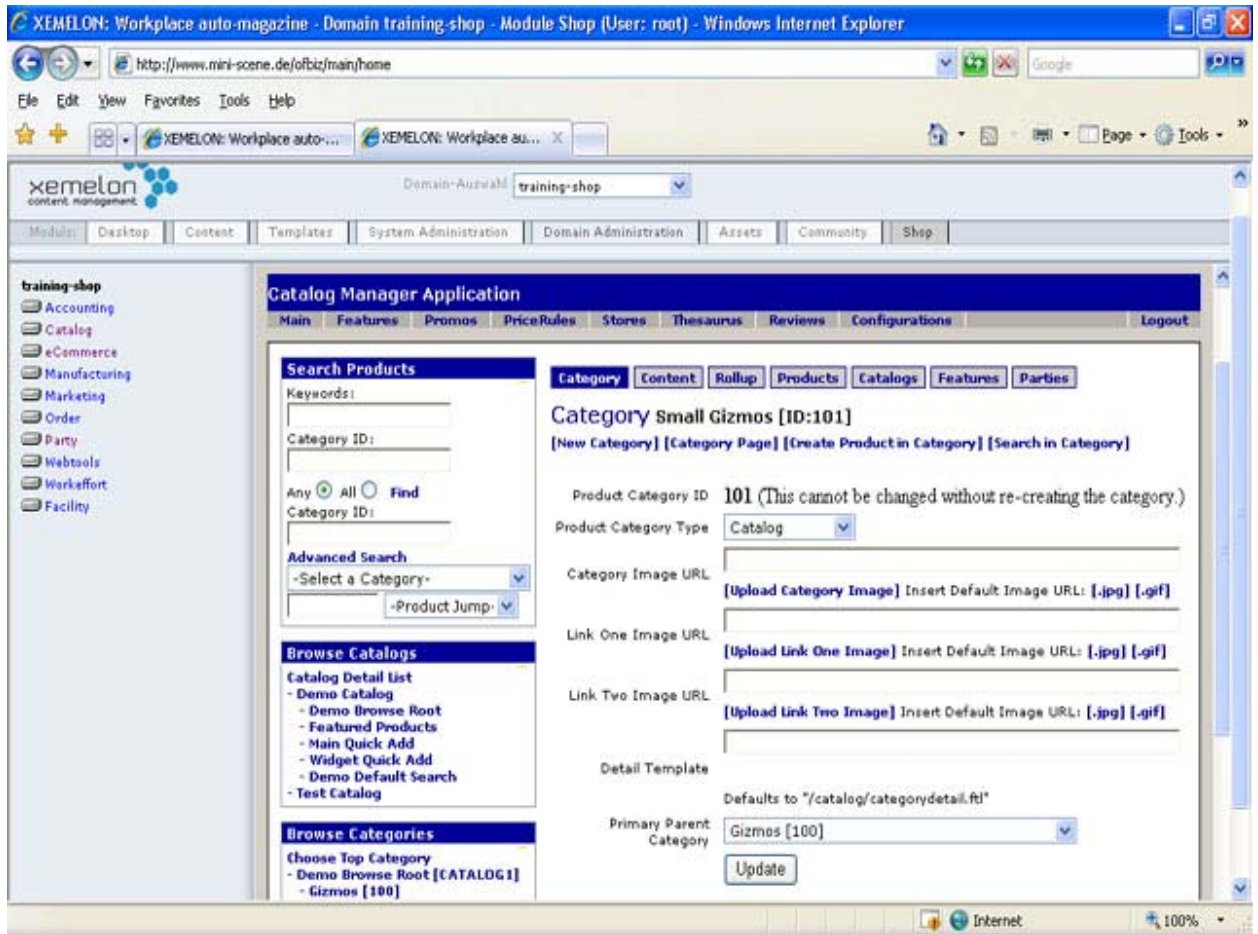 XEMELON: Workplace auto-magazine - Domain training-shop - Module Shop (User: root) - Windows Internet Explorer
http://www.mini-scene.de/ofbiz/main/home
Google
File Edit View Favorites Tools Help
XEMELON: Workplace auto-...
XEMELON: Workplace au...
Page
Tools
xemelon
content management
Domain-Auswahl
training-shop
Module: Desktop Content Templates System Administration Domain Administration Assets Community Shop
training-shop
Accounting
Catalog
eCommerce
Manufacturing
Marketing
Order
Party
Webtools
Workeffort
Facility
Catalog Manager Application
Main Features Promos PriceRules Stores Thesaurus Reviews Configurations Logout
Search Products
Keywords:
Category ID:
Any All Find
Category ID:
Advanced Search
-Select a Category-
-Product Jump-
Browse Catalogs
Catalog Detail List
- Demo Catalog
- Demo Browse Root
- Featured Products
- Main Quick Add
- Widget Quick Add
- Demo Default Search
- Test Catalog
Browse Categories
Choose Top Category
- Demo Browse Root [CATALOG1]
- Gizmos [100]
Category Content Rollup Products Catalogs Features Parties
Category Small Gizmos [ID:101]
[New Category] [Category Page] [Create Product in Category] [Search in Category]
Product Category ID 101 (This cannot be changed without re-creating the category.)
Product Category Type Catalog
Category Image URL
[Upload Category Image] Insert Default Image URL: [.jpg] [.gif]
Link One Image URL
[Upload Link One Image] Insert Default Image URL: [.jpg] [.gif]
Link Two Image URL
[Upload Link Two Image] Insert Default Image URL: [.jpg] [.gif]
Detail Template
Defaults to "/catalog/categorydetail.ftl"
Primary Parent Category Gizmos [100]
Update
Internet
100%